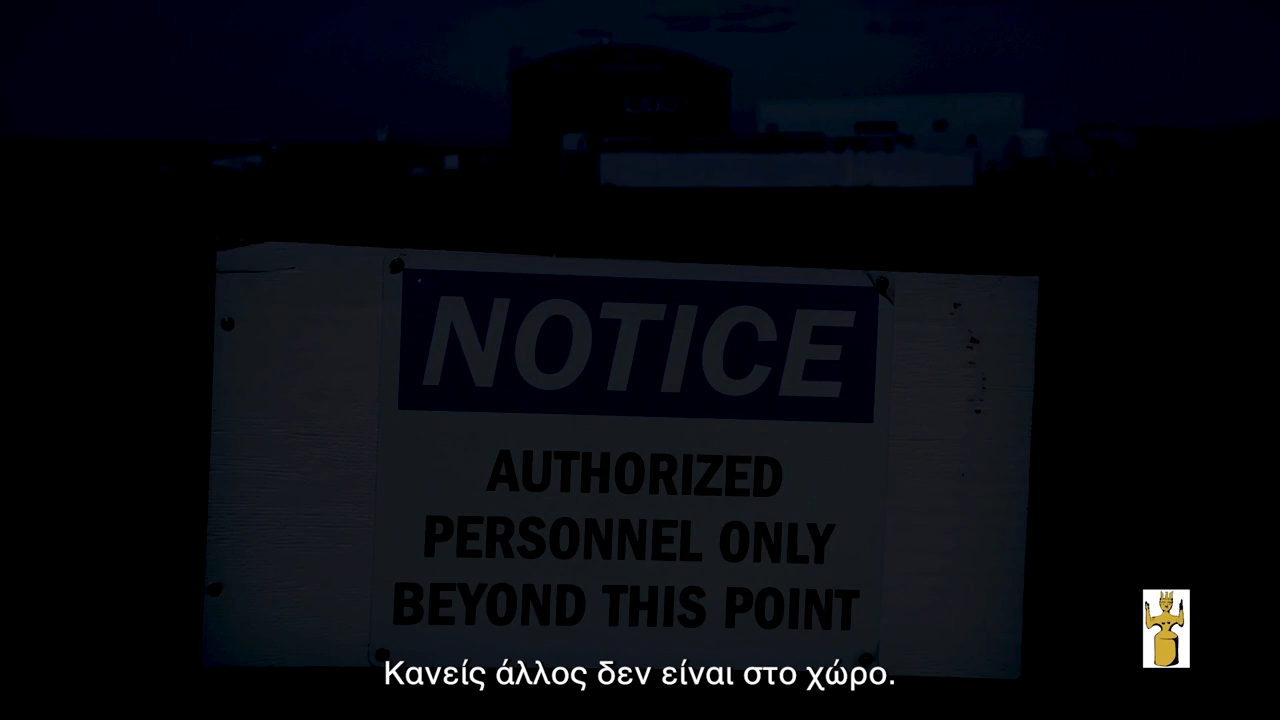 NOTICE
AUTHORIZED
PERSONNEL ONLY
BEYOND THIS POINT
Κανείς άλλος δεν είναι στο χώρο.